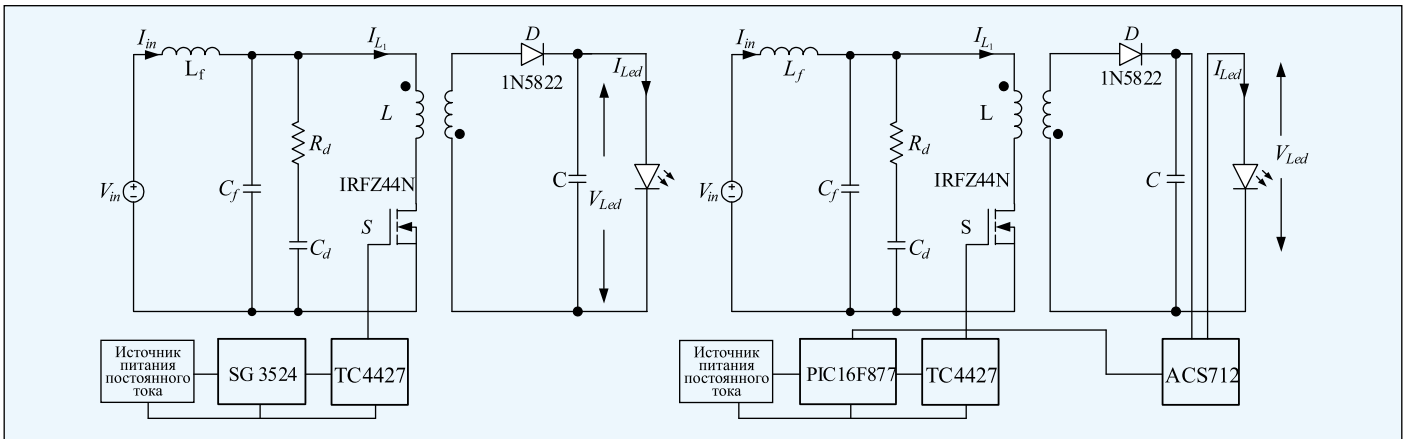 I_in
L_f
I_L1
D
1N5822
I_Led
L
R_d
IRFZ44N
V_in
C_f
S
C_d
C
V_Led
Источник
питания
постоянного
тока
SG 3524
TC4427
I_in
L_f
I_L1
D
1N5822
I_Led
L
R_d
IRFZ44N
V_in
C_f
S
C_d
C
V_Led
Источник
питания
постоянного
тока
PIC16F877
TC4427
ACS712